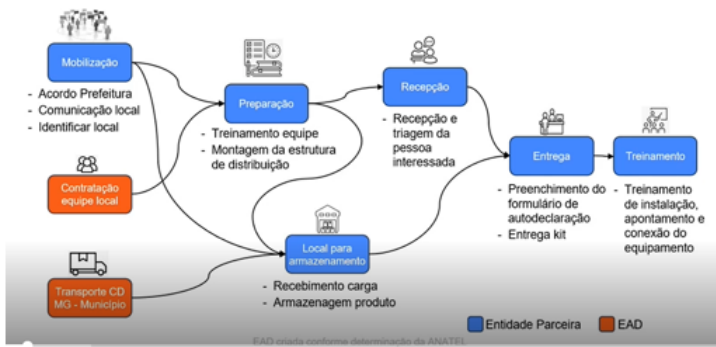 Mobilização
- Acordo Prefeitura
- Comunicação local
- Identificar local
Contratação
equipe local
Transporte CD
MG - Município
Preparação
- Treinamento equipe
- Montagem da estrutura
de distribuição
Local para
armazenamento
- Recebimento carga
- Armazenagem produto
Recepção
- Recepção e
triagem da
pessoa
interessada
Entrega
- Preenchimento do
formulário de
autodeclaração
- Entrega kit
Treinamento
- Treinamento
de instalação,
apontamento e
conexão do
equipamento
Entidade Parceira
EAD
EAD criada conforme determinação da ANATEL